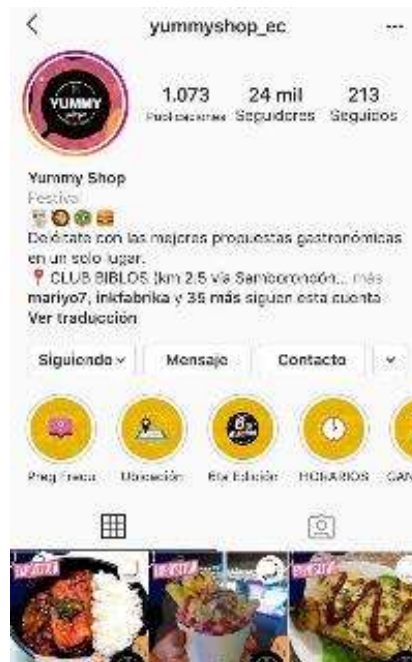 yummyshop_ec
YUMMY
1.073
24 mil
213
Publicaciones
Seguidores
Seguidos
Yummy Shop
Festival
Deléitate con las mejores propuestas gastronómicas
en un solo lugar.
CLUB BIBLOS (km 2.5 vía Samborondón... más
mariyo7, inkfabrika y 35 más siguen esta cuenta
Ver traducción
Siguiendo
Mensaje
Contacto
Preg Frecu
Ubicación
6ta Edición
HORARIOS
GAN